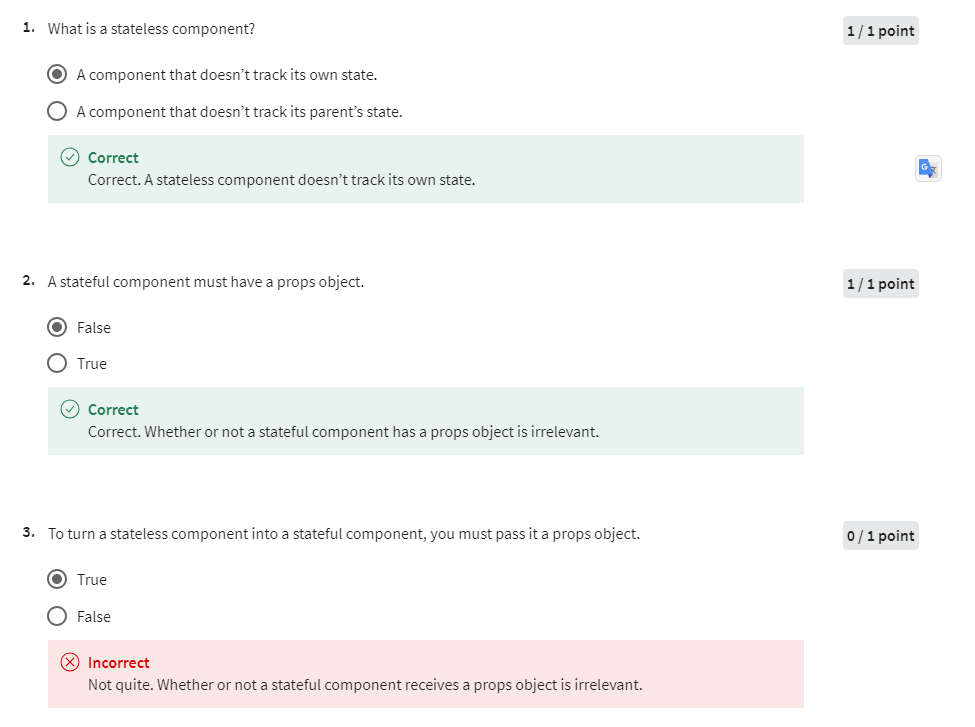 1. What is a stateless component?
1 / 1 point
A component that doesn’t track its own state.
A component that doesn’t track its parent’s state.
Correct
Correct. A stateless component doesn’t track its own state.
2. A stateful component must have a props object.
1 / 1 point
False
True
Correct
Correct. Whether or not a stateful component has a props object is irrelevant.
3. To turn a stateless component into a stateful component, you must pass it a props object.
0 / 1 point
True
False
Incorrect
Not quite. Whether or not a stateful component receives a props object is irrelevant.